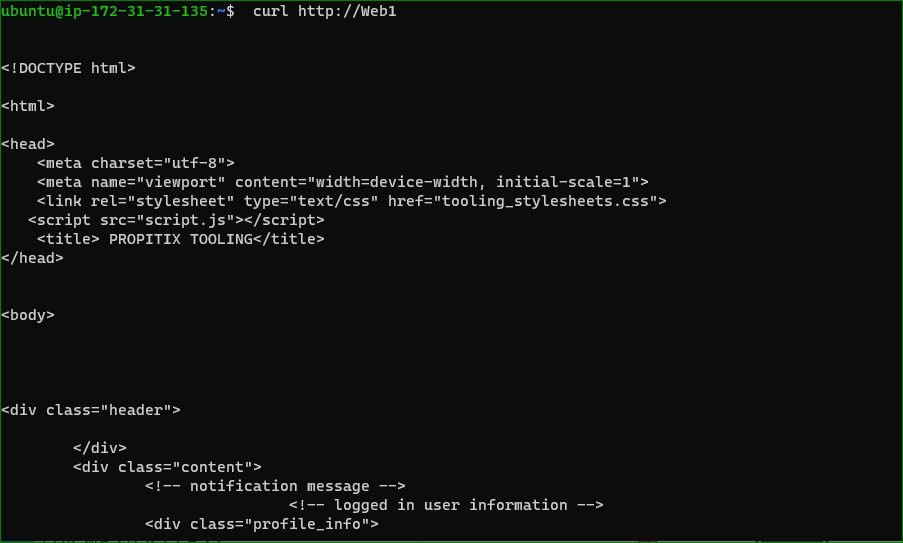 ubuntu@ip-172-31-31-135:~$  curl http://Web1
<!DOCTYPE html>
<html>
<head>
    <meta charset="utf-8">
    <meta name="viewport" content="width=device-width, initial-scale=1">
    <link rel="stylesheet" type="text/css" href="tooling_stylesheets.css">
   <script src="script.js"></script>
    <title> PROPITIX TOOLING</title>
</head>
<body>
<div class="header">
        </div>
        <div class="content">
                <!-- notification message -->
                                <!-- logged in user information -->
                <div class="profile_info">